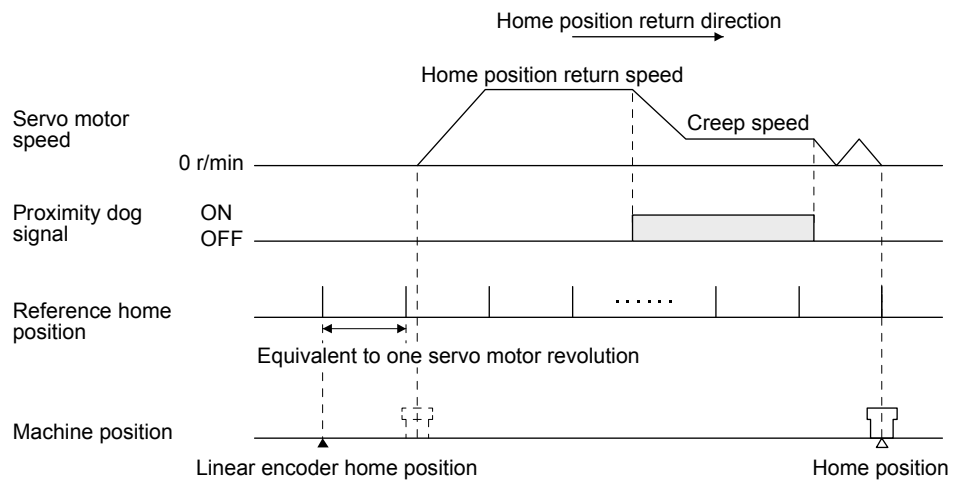 Home position return direction
Home position return speed
Servo motor
speed
Creep speed
0 r/min
Proximity dog
signal
ON
OFF
Reference home
position
Equivalent to one servo motor revolution
Machine position
Linear encoder home position
Home position